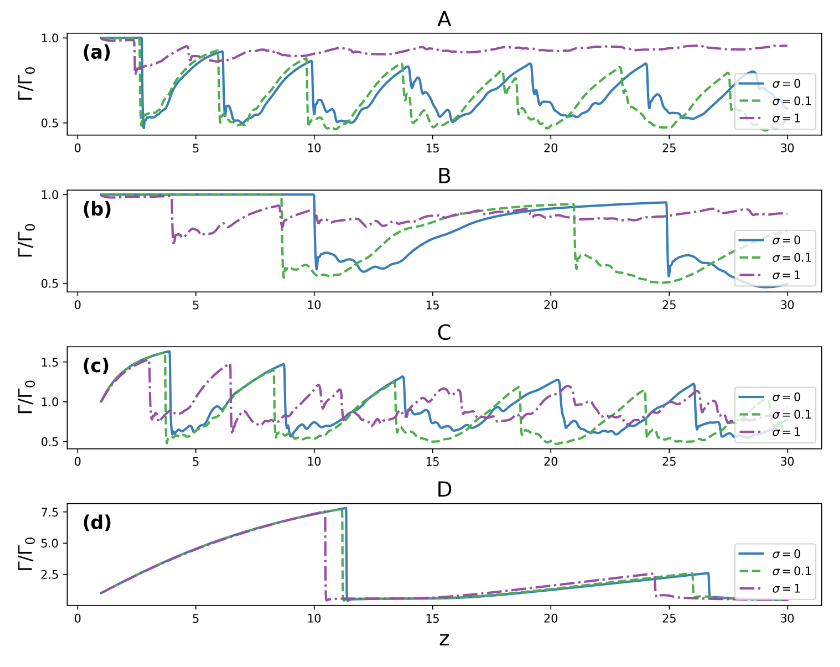 A
(a)
Γ/Γ₀
1.0
0.5
σ = 0
σ = 0.1
σ = 1
0 5 10 15 20 25 30
B
(b)
Γ/Γ₀
1.0
0.5
σ = 0
σ = 0.1
σ = 1
0 5 10 15 20 25 30
C
(c)
Γ/Γ₀
1.5
1.0
0.5
σ = 0
σ = 0.1
σ = 1
0 5 10 15 20 25 30
D
(d)
Γ/Γ₀
7.5
5.0
2.5
σ = 0
σ = 0.1
σ = 1
0 5 10 15 20 25 30
z